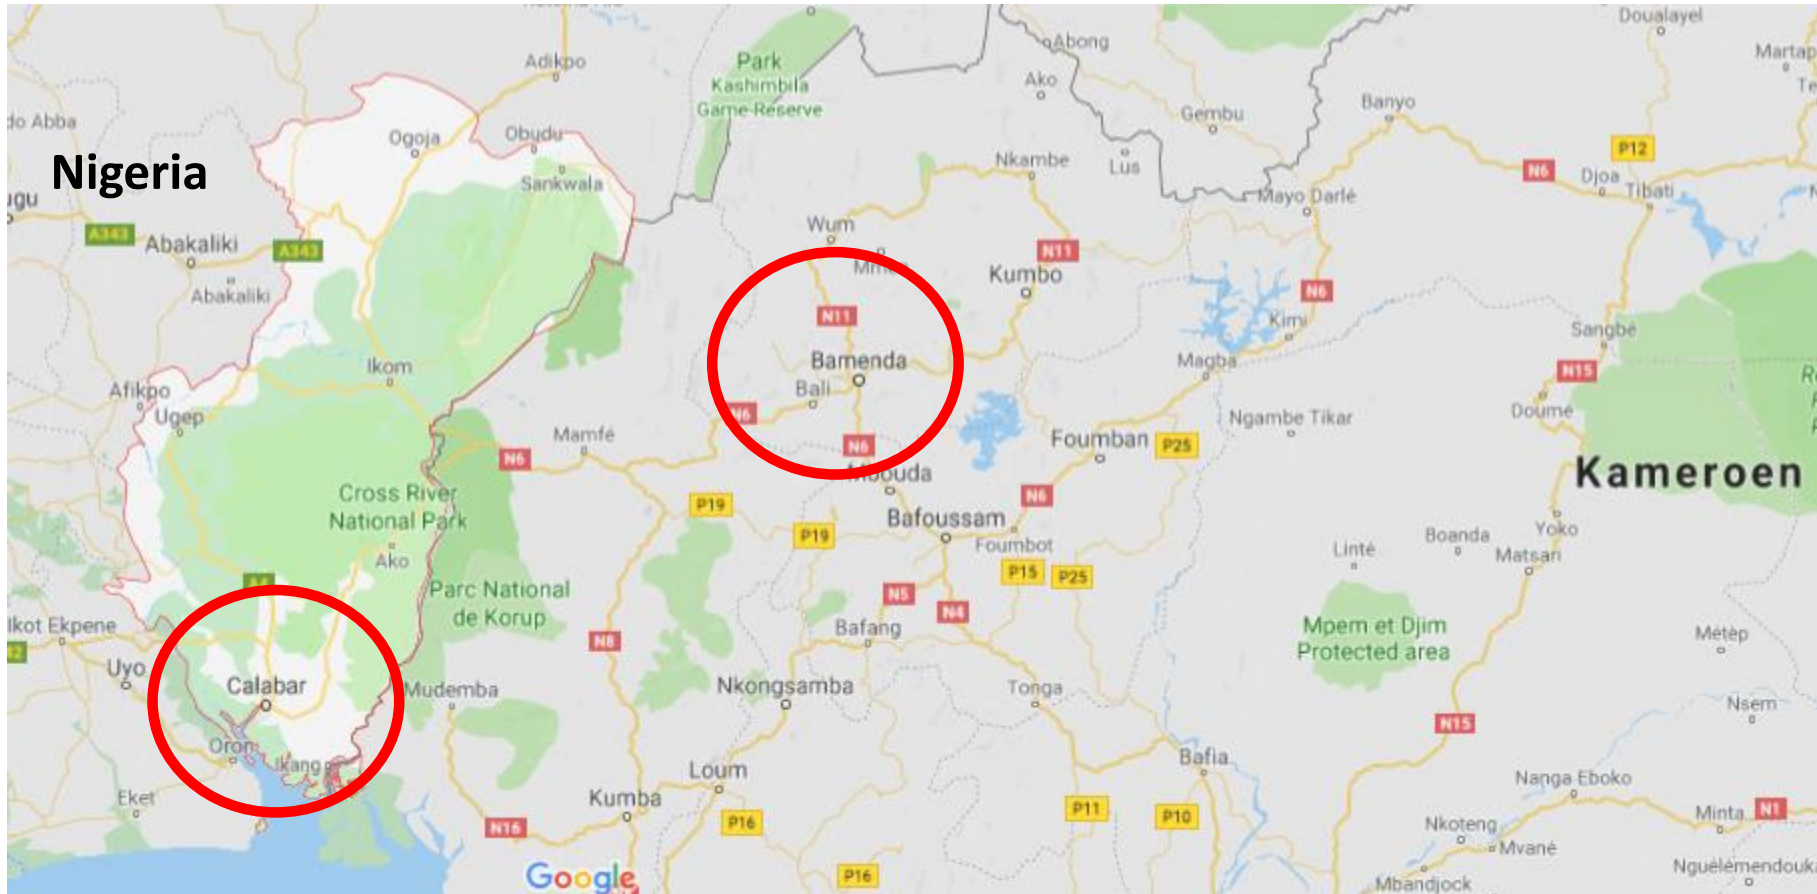 Doualayel
Abong
Martap
Adikpo
Park
Kashimbila
Game-Reserve
Ako
Te
Banyo
Gembu
do Abba
Ogoja
Obudu
P12
Nigeria
Nkambe
Lus
N6
Djoa
Tibati
Sankwala
Mayo Darlé
Wum
A343
Abakaliki
A343
N11
Kumbo
Abakaliki
N6
N11
Kimi
Sangbé
Ikom
Bamenda
Magba
N15
Afikpo
Bali
Ugep
N6
Doumé
Ngambe Tikar
Mamfé
Foumban
P25
N6
N6
Kameroen
Cross River
National Park
N6
P19
Bafoussam
P19
Foumbot
Yoko
Boanda
Linté
Matsari
Ako
P15
P25
A4
Parc National
de Korup
N5
N4
Ikot Ekpene
N8
Bafang
Mpem et Djim
Protected area
Métèp
Uyo
Calabar
Mudemba
Nkongsamba
Tonga
Nsem
N15
Oron
Ikang
Loum
Bafia
Nanga Eboko
Eket
Kumba
P11
P10
Minta
N1
N16
P16
Nkoteng
Mvané
Google
P16
Mbandjock
Nguélémendouk